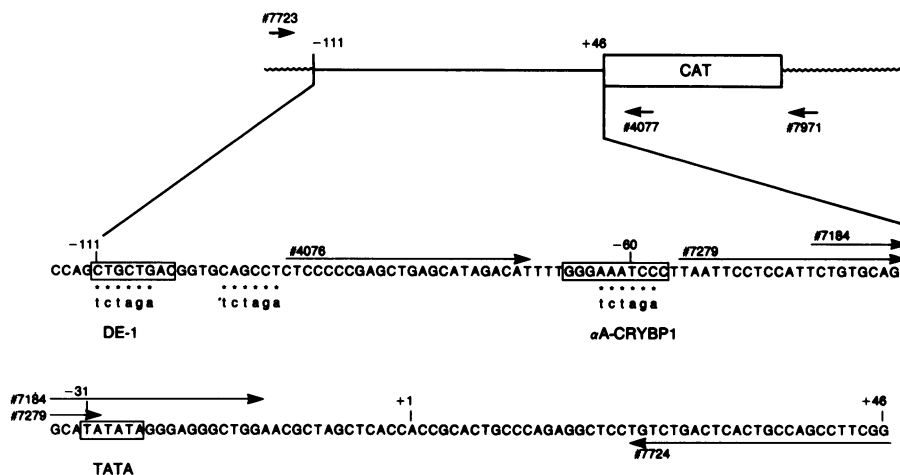 #7723
-111
+46
CAT
#4077
#7971
-111
#4076
-60
#7279
#7184
CCAGCTGCTGACGGTGCAGCCTCTCCCCCGAGCTGAGCATAGACATTTTGGGAAATCCCTTAATTCCTCCATTCTGTGCAG
tctaga
'tctaga
tctaga
DE-1
αA-CRYBP1
#7184
-31
+1
+46
#7279
GCATATATAGGGAGGGCTGGAACGCTAGCTCACCACCGCACTGCCCAGAGGCTCCTGTCTGACTCACTGCCAGCCTTCGG
#7724
TATA